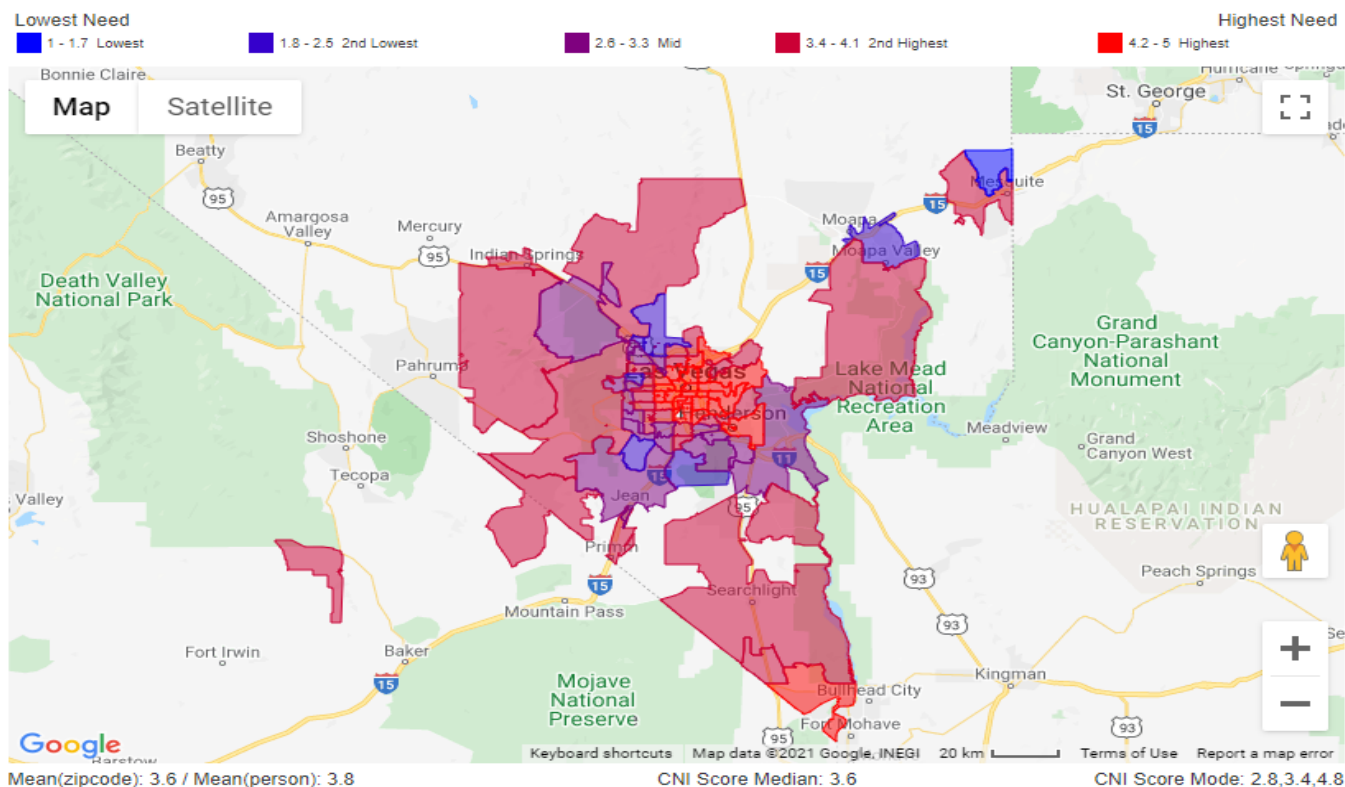 Lowest Need
Highest Need
1 - 1.7 Lowest
1.8 - 2.5 2nd Lowest
2.6 - 3.3 Mid
3.4 - 4.1 2nd Highest
4.2 - 5 Highest
Bonnie Claire
Map
Satellite
St. George
15
Beatty
95
Mesquite
15
Amargosa
Valley
Mercury
95
Moapa
Indian Springs
Moapa Valley
15
Death Valley
National Park
Grand
Canyon-Parashant
National
Monument
Pahrump
Las Vegas
Lake Mead
National
Recreation
Area
Henderson
Meadview
Shoshone
Grand
Canyon West
11
Tecopa
15
Valley
Jean
95
HUALAPAI INDIAN
RESERVATION
Primm
15
93
Peach Springs
Searchlight
Mountain Pass
93
Fort Irwin
Baker
15
Kingman
Mojave
National
Preserve
Bullhead City
Fort Mohave
95
93
Google
Barstow
Keyboard shortcuts
Map data ©2021 Google, INEGI
20 km
Terms of Use
Report a map error
Mean(zipcode): 3.6 / Mean(person): 3.8
CNI Score Median: 3.6
CNI Score Mode: 2.8,3.4,4.8